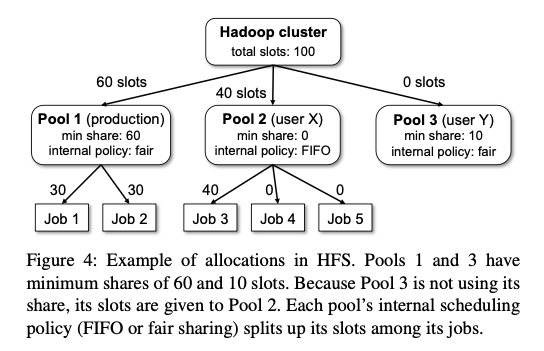 Hadoop cluster
total slots: 100
60 slots
40 slots
0 slots
Pool 1 (production)
min share: 60
internal policy: fair
Pool 2 (user X)
min share: 0
internal policy: FIFO
Pool 3 (user Y)
min share: 10
internal policy: fair
30
30
40
0
0
Job 1
Job 2
Job 3
Job 4
Job 5
Figure 4: Example of allocations in HFS. Pools 1 and 3 have
minimum shares of 60 and 10 slots. Because Pool 3 is not using its
share, its slots are given to Pool 2. Each pool's internal scheduling
policy (FIFO or fair sharing) splits up its slots among its jobs.